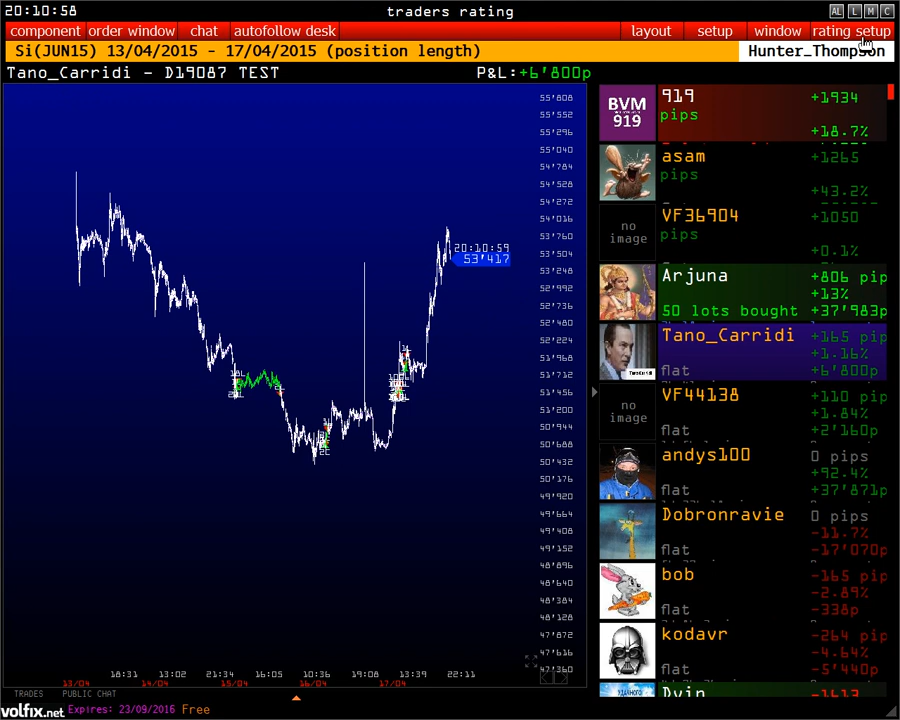 20:10:58
traders rating
AL L M C
component order window chat autofollow desk layout setup window rating setup
Si(JUN15) 13/04/2015 - 17/04/2015 (position length)
Hunter_Thompson
Tano_Carridi - D19087 TEST
P&L:+6'800p
55'808
55'552
55'296
55'040
54'784
54'528
54'272
54'016
53'760
53'504
53'248
52'992
52'736
52'480
52'224
51'968
51'712
51'456
51'200
50'944
50'688
50'432
50'176
49'920
49'664
49'408
49'152
48'896
48'640
48'384
48'128
47'872
47'616
47'360
20:10:59
53'417
18:31 13:02 21:34 16:05 10:36 19:08 13:39 22:11
13/04 14/04 15/04 16/04 17/04
BVM
919
919
+1934
pips
+18.7%
asam
+1265
pips
+43.2%
no
image
VF36904
+1050
pips
+0.1%
Arjuna
+806 pip
+13%
50 lots bought
+37'983p
Tano_Carridi
+165 pip
+1.16%
flat
+6'800p
no
image
VF44138
+110 pip
+1.84%
flat
+2'160p
andys100
0 pips
+92.4%
flat
+37'871p
Dobronravie
0 pips
-11.7%
flat
-17'070p
bob
-165 pip
-2.89%
flat
-338p
kodavr
-264 pip
-4.64%
flat
-5'440p
Dvin
-1613
TRADES PUBLIC CHAT
volfix.net Expires: 23/09/2016 Free